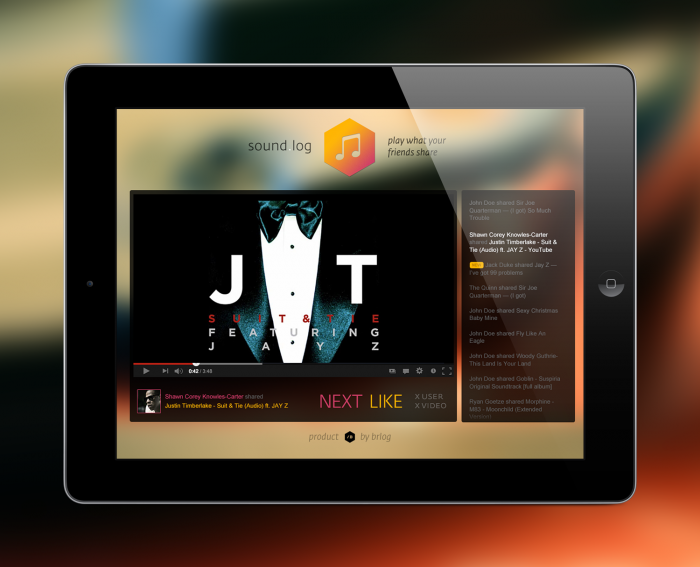 sound log
play what your
friends share
J T
SUIT & TIE
FEATURING
JAY Z
0:42 / 3:48
Shawn Corey Knowles-Carter shared
Justin Timberlake - Suit & Tie (Audio) ft. JAY Z
NEXT LIKE
X USER
X VIDEO
John Doe shared Sir Joe
Quarterman — (I got) So Much
Trouble
Shawn Corey Knowles-Carter
shared Justin Timberlake - Suit &
Tie (Audio) ft. JAY Z - YouTube
Jack Duke shared Jay Z —
I've got 99 problems
The Quinn shared Sir Joe
Quarterman — (I got)
John Doe shared Sexy Christmas
Baby Mine
John Doe shared Fly Like An
Eagle
John Doe shared Woody Guthrie-
This Land Is Your Land
John Doe shared Goblin - Suspiria
Original Soundtrack [full album]
Ryan Goetze shared Morphine -
M83 - Moonchild (Extended
Version)
product by brlog